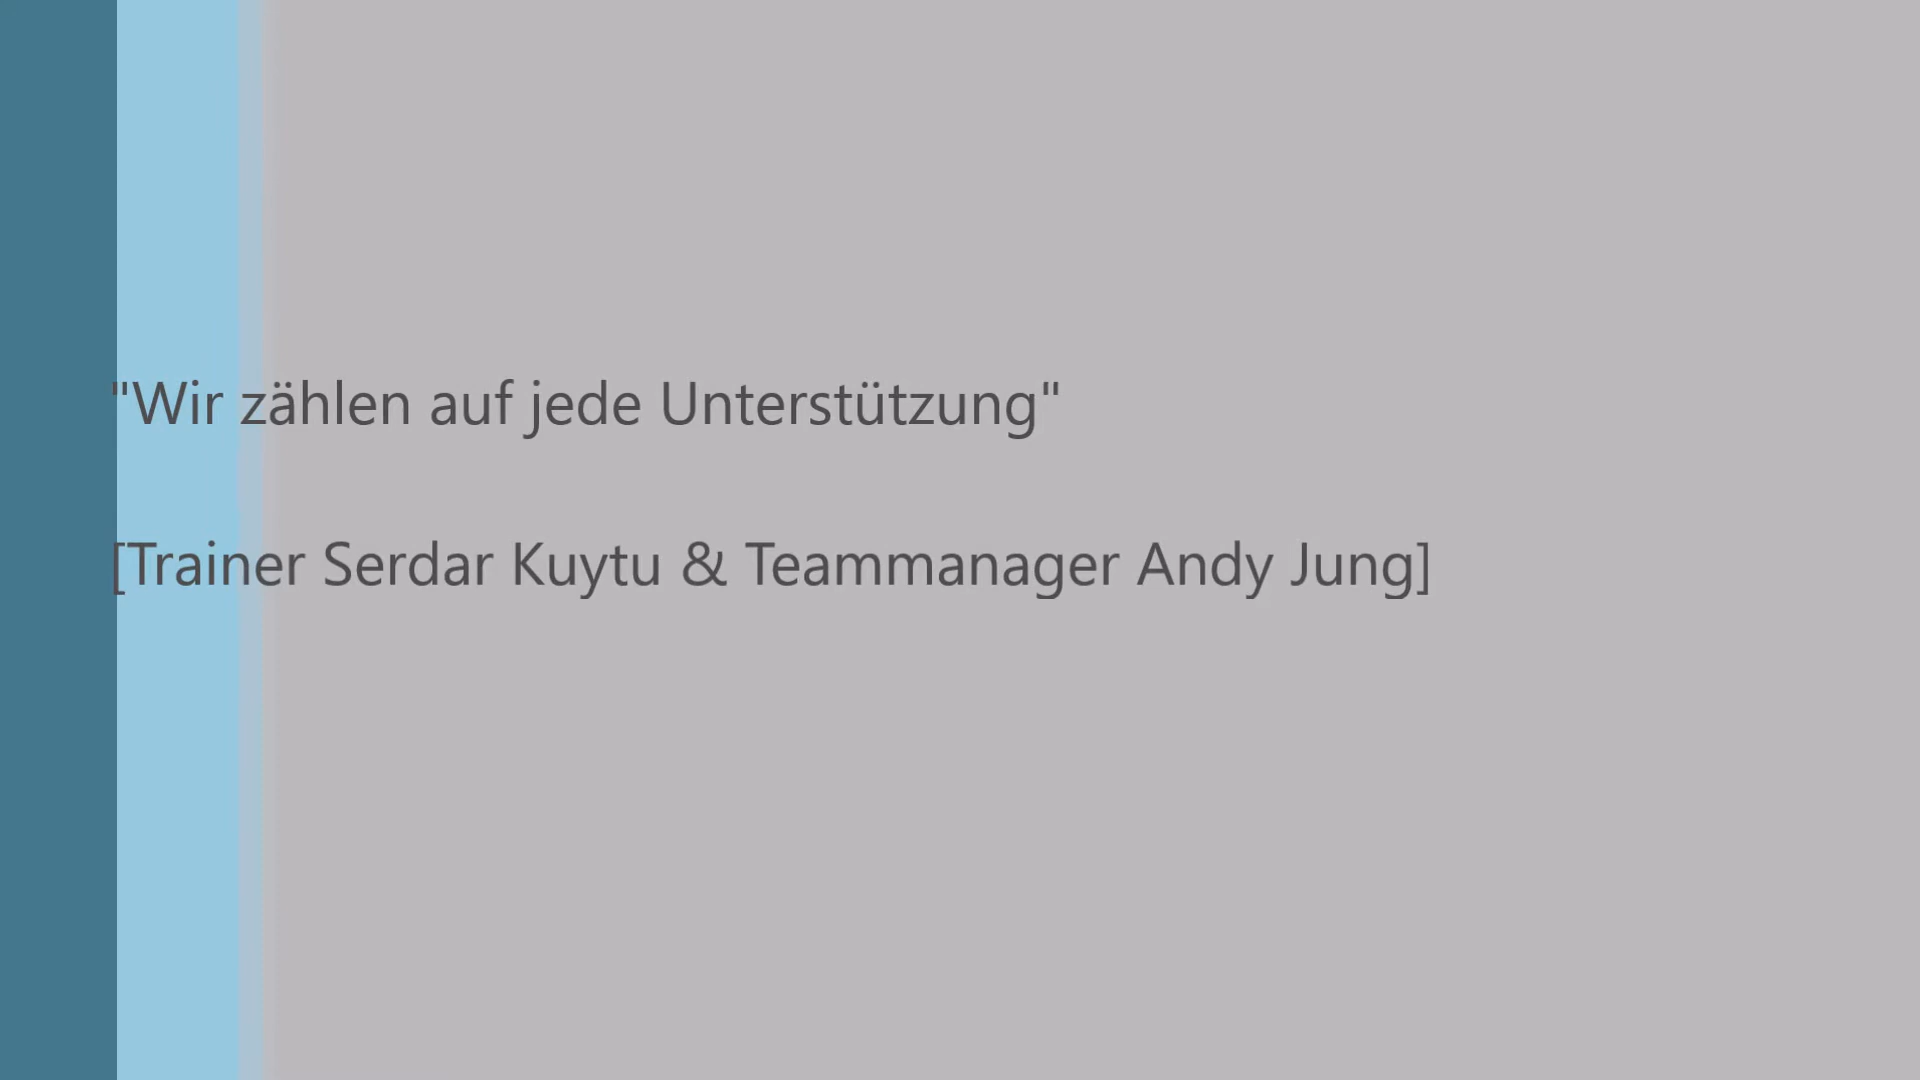 "Wir zählen auf jede Unterstützung"
[Trainer Serdar Kuytu & Teammanager Andy Jung]